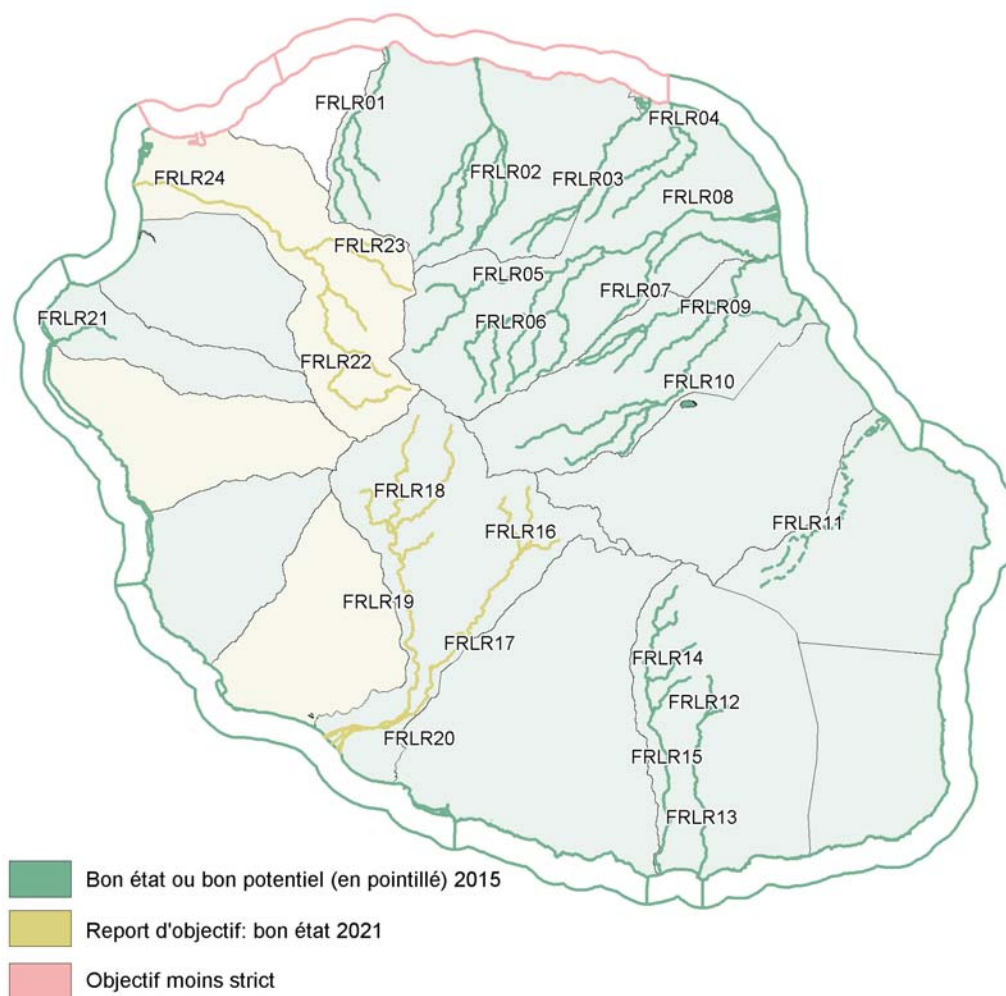 FRLR01
FRLR04
FRLR02
FRLR03
FRLR24
FRLR08
FRLR23
FRLR05
FRLR07
FRLR09
FRLR21
FRLR06
FRLR22
FRLR10
FRLR18
FRLR11
FRLR16
FRLR19
FRLR17
FRLR14
FRLR12
FRLR20
FRLR15
FRLR13
Bon état ou bon potentiel (en pointillé) 2015
Report d'objectif: bon état 2021
Objectif moins strict